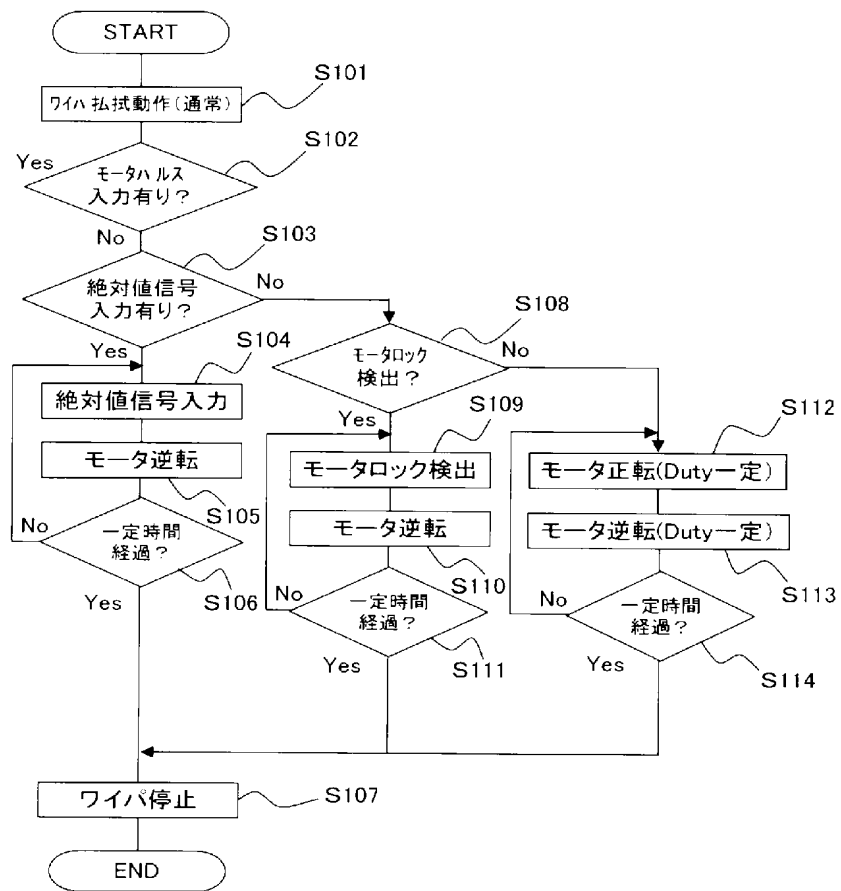 START
S101
ワイハ 払拭動作(通常)
S102
Yes
モータハ ルス
入力有り？
No
S103
絶対値信号
入力有り？
No
Yes
S104
S108
モータロック
検出？
No
絶対値信号入力
Yes
S109
S112
モータ逆転
モータロック検出
モータ正転(Duty一定)
S105
No
一定時間
経過？
モータ逆転
モータ逆転(Duty一定)
S106
S110
S113
Yes
No
一定時間
経過？
No
一定時間
経過？
Yes
S111
Yes
S114
ワイパ停止
S107
END